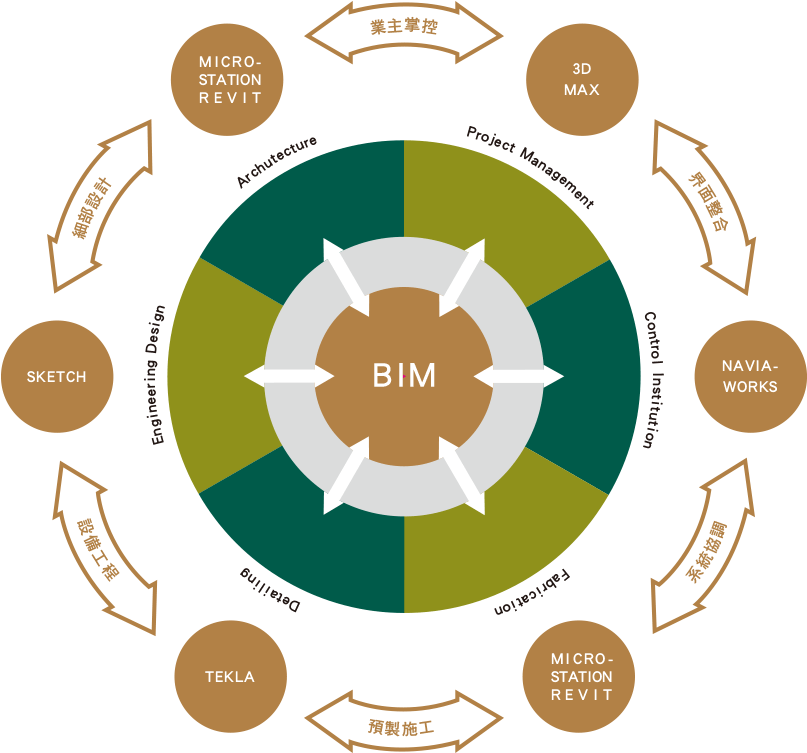 業主掌控
MICRO-
STATION
REVIT
3D
MAX
Archutecture
Project Management
細部設計
界面整合
Engineering Design
Control Institution
SKETCH
BIM
NAVIA-
WORKS
設備工程
系統協調
Detailing
Fabrication
TEKLA
MICRO-
STATION
REVIT
預製施工